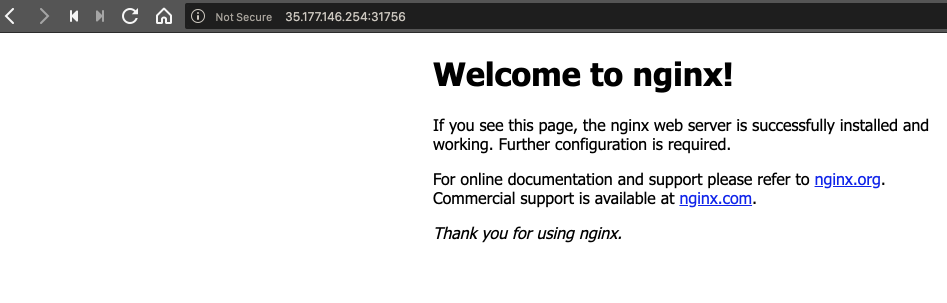 Not Secure 35.177.146.254:31756
Welcome to nginx!
If you see this page, the nginx web server is successfully installed and
working. Further configuration is required.
For online documentation and support please refer to nginx.org.
Commercial support is available at nginx.com.
Thank you for using nginx.